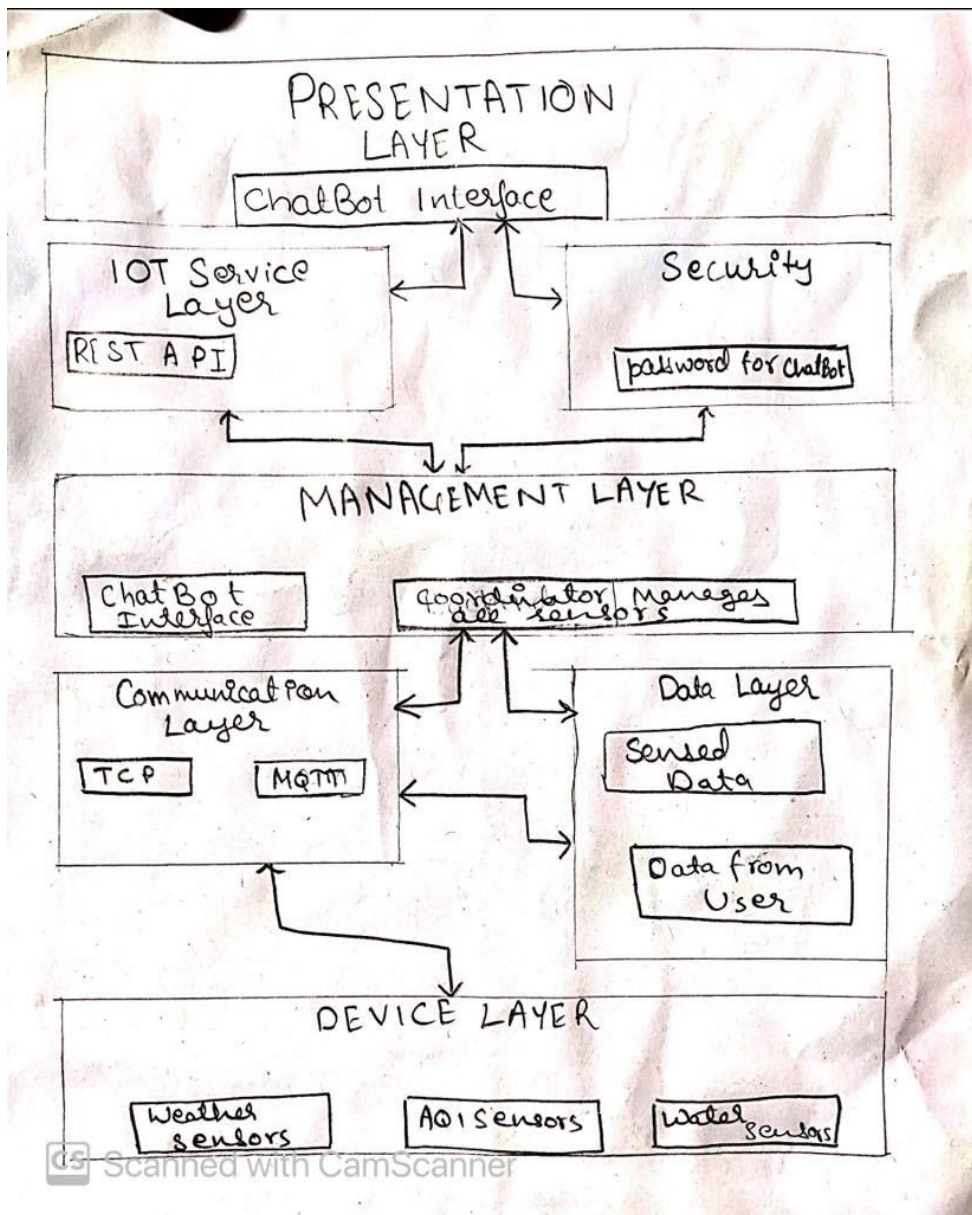 PRESENTATION
LAYER
ChatBot Interface
IOT Service
Layer
REST API
Security
password for ChatBot
MANAGEMENT LAYER
ChatBot
Interface
Coordinator Manages
all sensors
Communication
Layer
TCP
MQTT
Data Layer
Sensed
Data
Data from
User
DEVICE LAYER
Weather
sensors
AQI Sensors
Water
sensors
CS Scanned with CamScanner